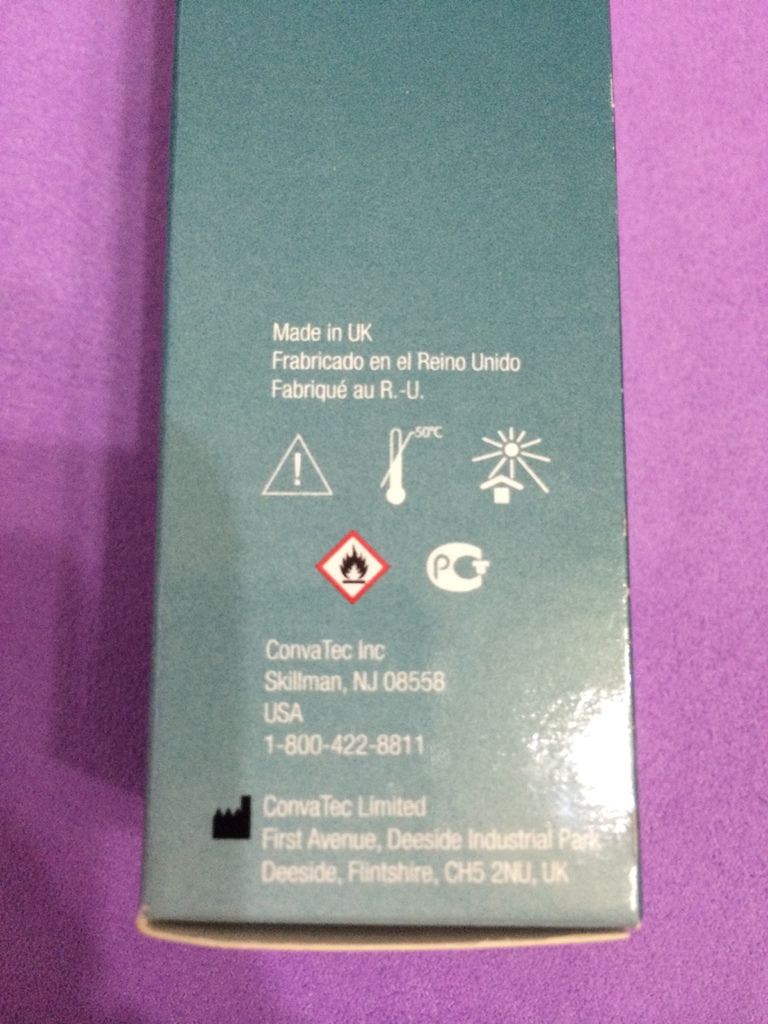 Made in UK
Frabricado en el Reino Unido
Fabriqué au R.-U.
50°C
PCT
ConvaTec Inc
Skillman, NJ 08558
USA
1-800-422-8811
ConvaTec Limited
First Avenue, Deeside Industrial Park
Deeside, Flintshire, CH5 2NU, UK